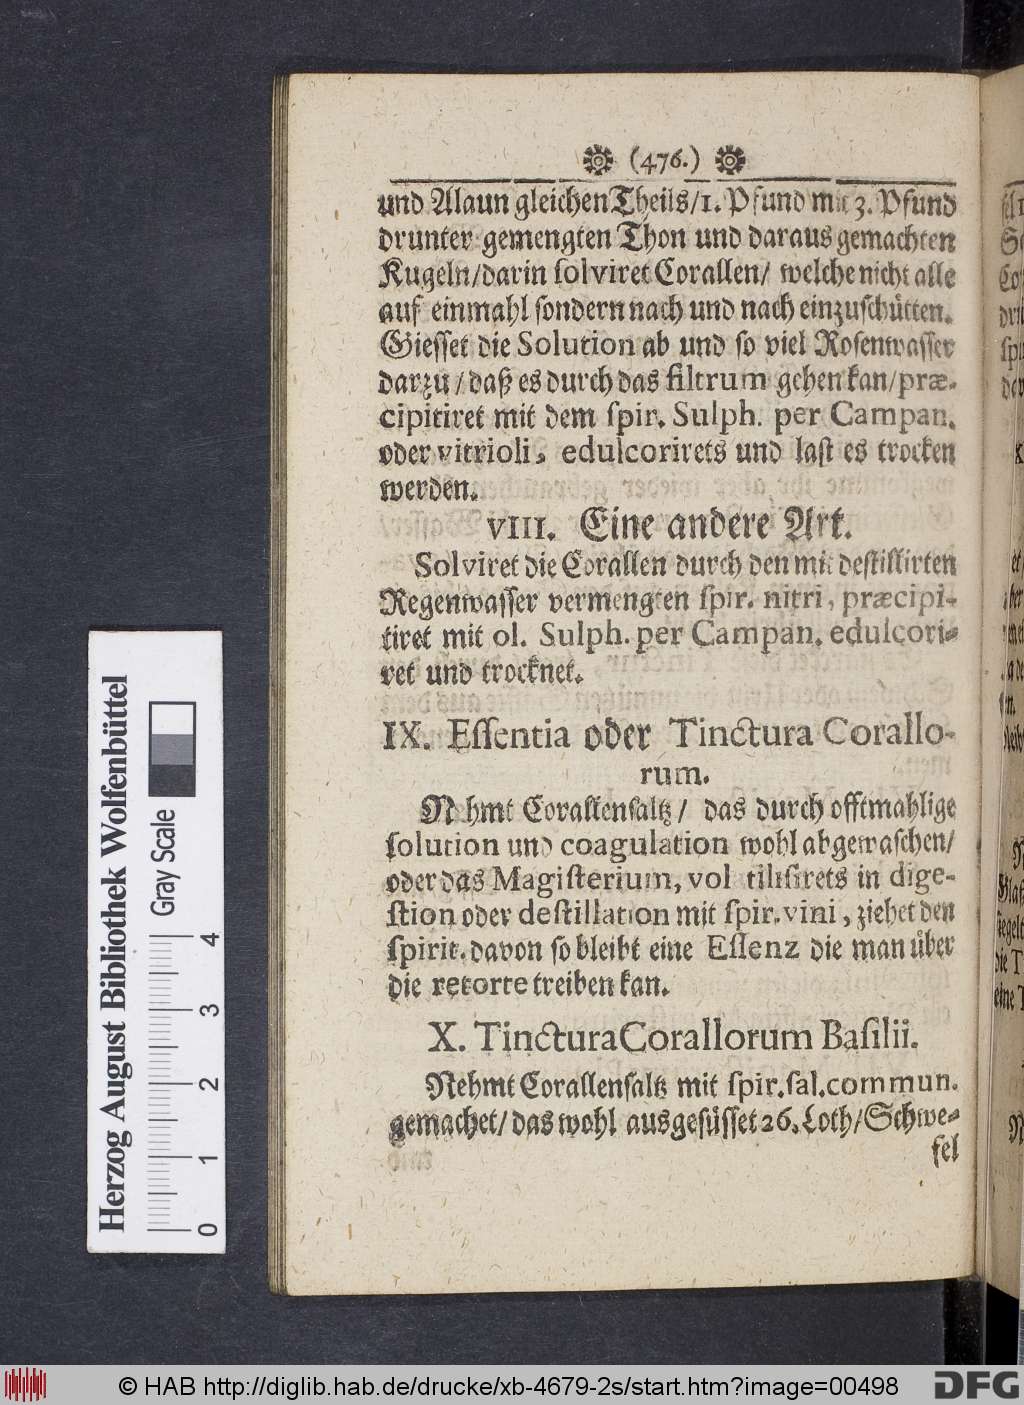 (476.)
und Alaun gleichen Theils/1. Pfund mit 3. Pfund
drunter gemengten Thon und daraus gemachten
Kugeln/darin solviret Corallen/ welche nicht alle
auf einmahl sondern nach und nach einzuschütten.
Giesset die Solution ab und so viel Rosenwasser
darzu/daß es durch das filtrum gehen kan/præ-
cipitiret mit dem spir. Sulph. per Campan.
oder vitrioli, edulcorirets und last es trocken
werden.
VIII. Eine andere Art.
Solviret die Corallen durch den mit destillirten
Regenwasser vermengten spir. nitri, præcipi-
tiret mit ol. Sulph. per Campan. edulcori-
ret und trocknet.
IX. Essentia oder Tinctura Corallo-
rum.
Nehmt Corallensaltz/ das durch offtmahlige
solution und coagulation wohl abgewaschen/
oder das Magisterium, vol tilisirets in dige-
stion oder destillation mit spir. vini, ziehet den
spirit. davon so bleibt eine Essenz die man über
die retorte treiben kan.
X. Tinctura Corallorum Basilii.
Nehmt Corallensaltz mit spir. sal. commun.
gemachet/ das wohl ausgesüsset 26. Loth/Schwe-
fel
Herzog August Bibliothek Wolfenbüttel
Gray Scale
0 1 2 3 4
© HAB http://diglib.hab.de/drucke/xb-4679-2s/start.htm?image=00498
DFG